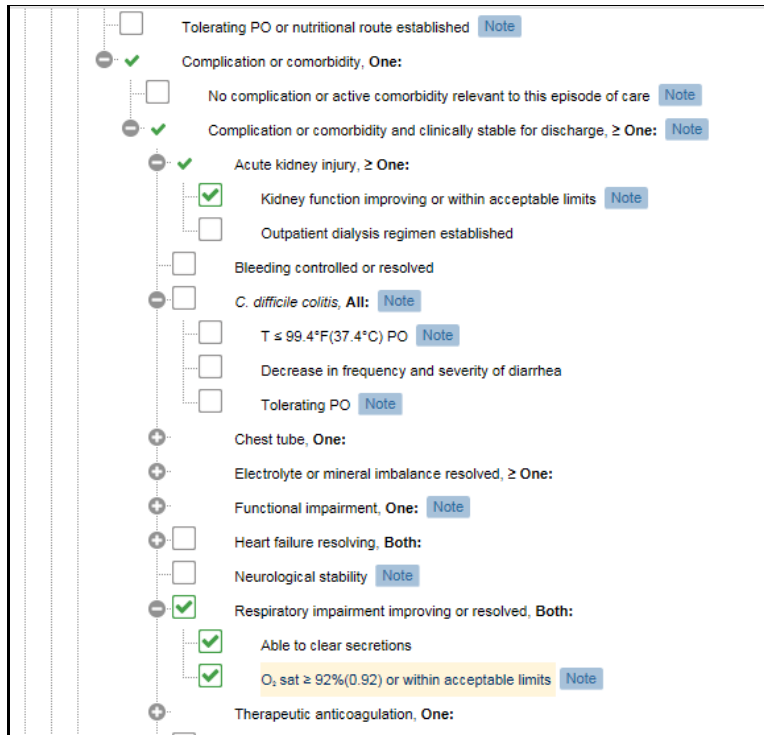 Tolerating PO or nutritional route established Note
Complication or comorbidity, One:
No complication or active comorbidity relevant to this episode of care Note
Complication or comorbidity and clinically stable for discharge, ≥ One: Note
Acute kidney injury, ≥ One:
Kidney function improving or within acceptable limits Note
Outpatient dialysis regimen established
Bleeding controlled or resolved
C. difficile colitis, All: Note
T ≤ 99.4°F(37.4°C) PO Note
Decrease in frequency and severity of diarrhea
Tolerating PO Note
Chest tube, One:
Electrolyte or mineral imbalance resolved, ≥ One:
Functional impairment, One: Note
Heart failure resolving, Both:
Neurological stability Note
Respiratory impairment improving or resolved, Both:
Able to clear secretions
O₂ sat ≥ 92%(0.92) or within acceptable limits Note
Therapeutic anticoagulation, One: